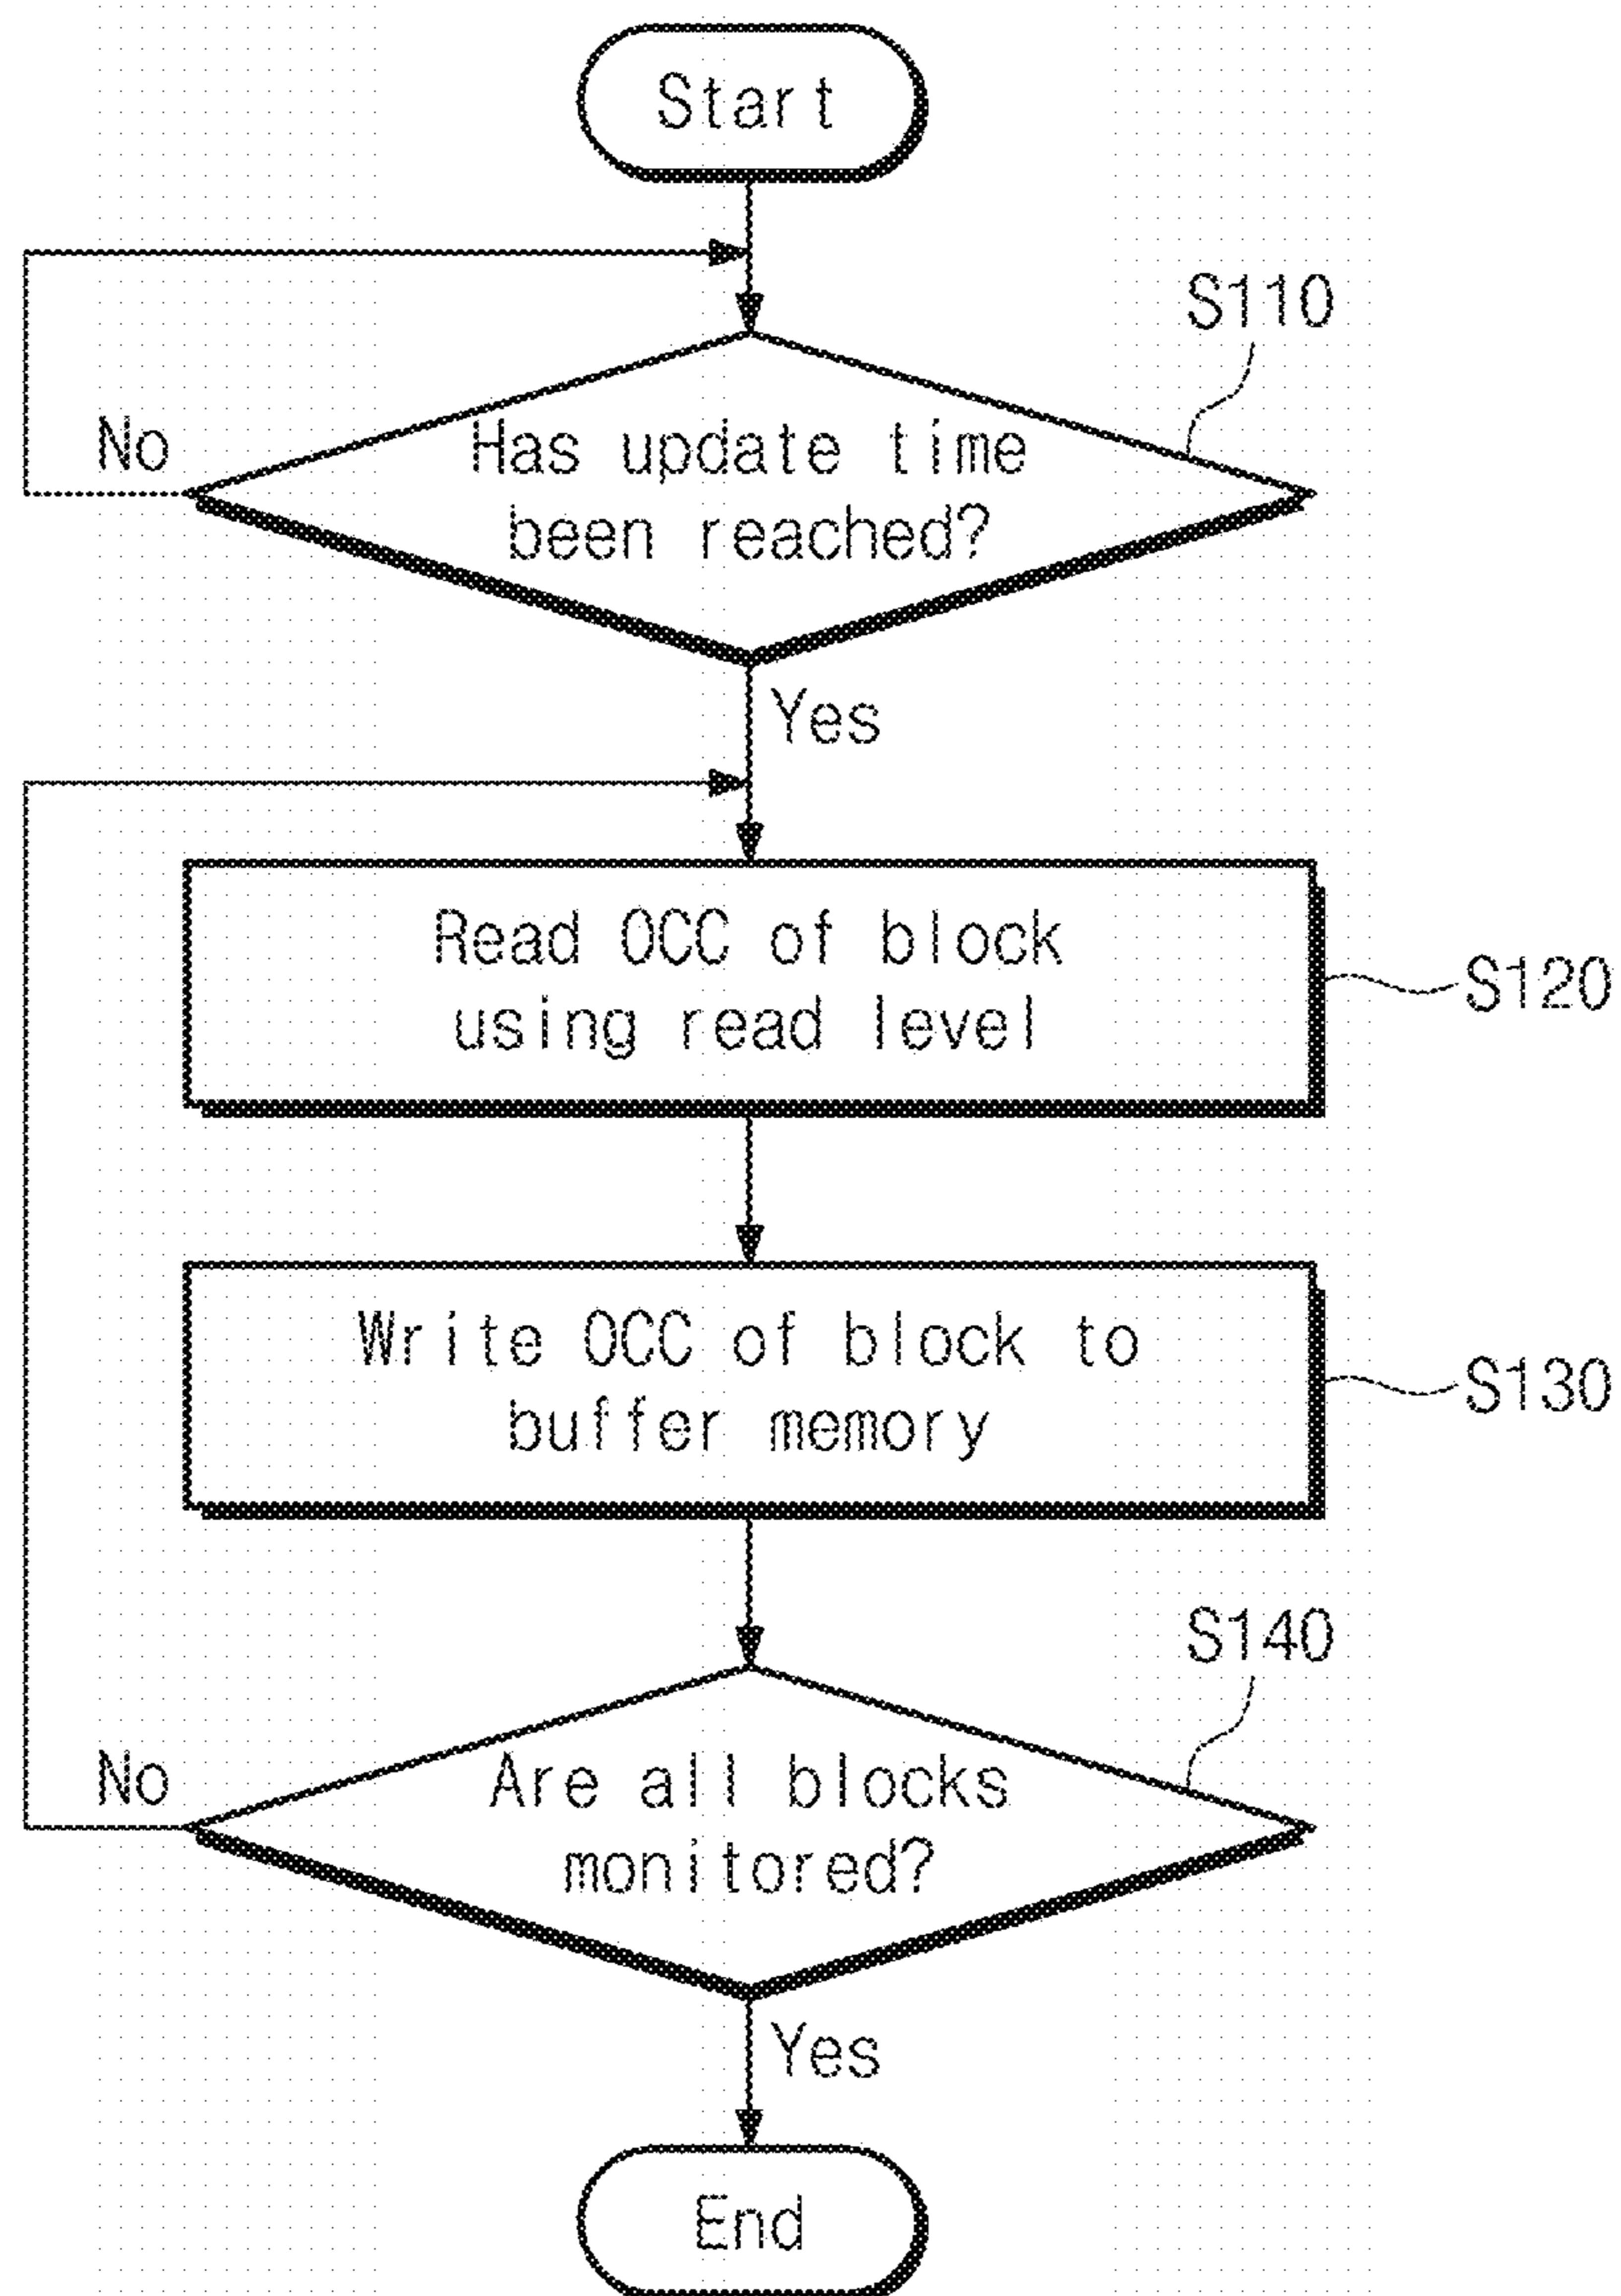 Start
S110
No
Has update time
been reached?
Yes
Read OCC of block
using read level
S120
Write OCC of block to
buffer memory
S130
S140
No
Are all blocks
monitored?
Yes
End